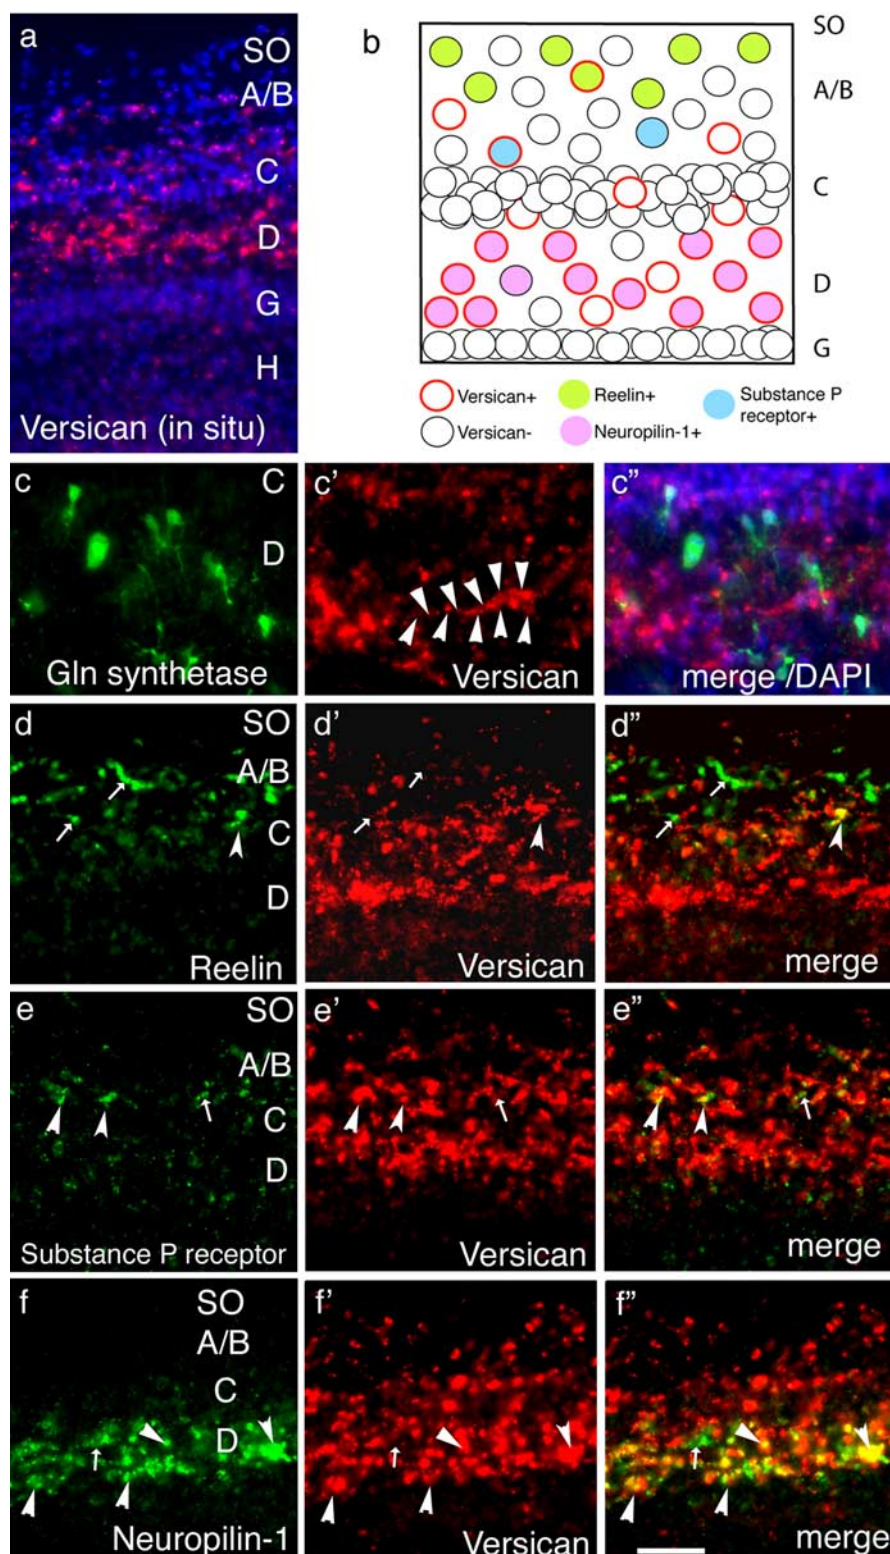 a
SO
A/B
C
D
G
H
Versican (in situ)
b
SO
A/B
C
D
G
Versican+
Reelin+
Substance P
receptor+
Versican-
Neuropilin-1+
c
C
D
Gln synthetase
c'
Versican
c"
merge /DAPI
d
SO
A/B
C
D
Reelin
d'
Versican
d"
merge
e
SO
A/B
C
D
Substance P receptor
e'
Versican
e"
merge
f
SO
A/B
C
D
Neuropilin-1
f'
Versican
f"
merge